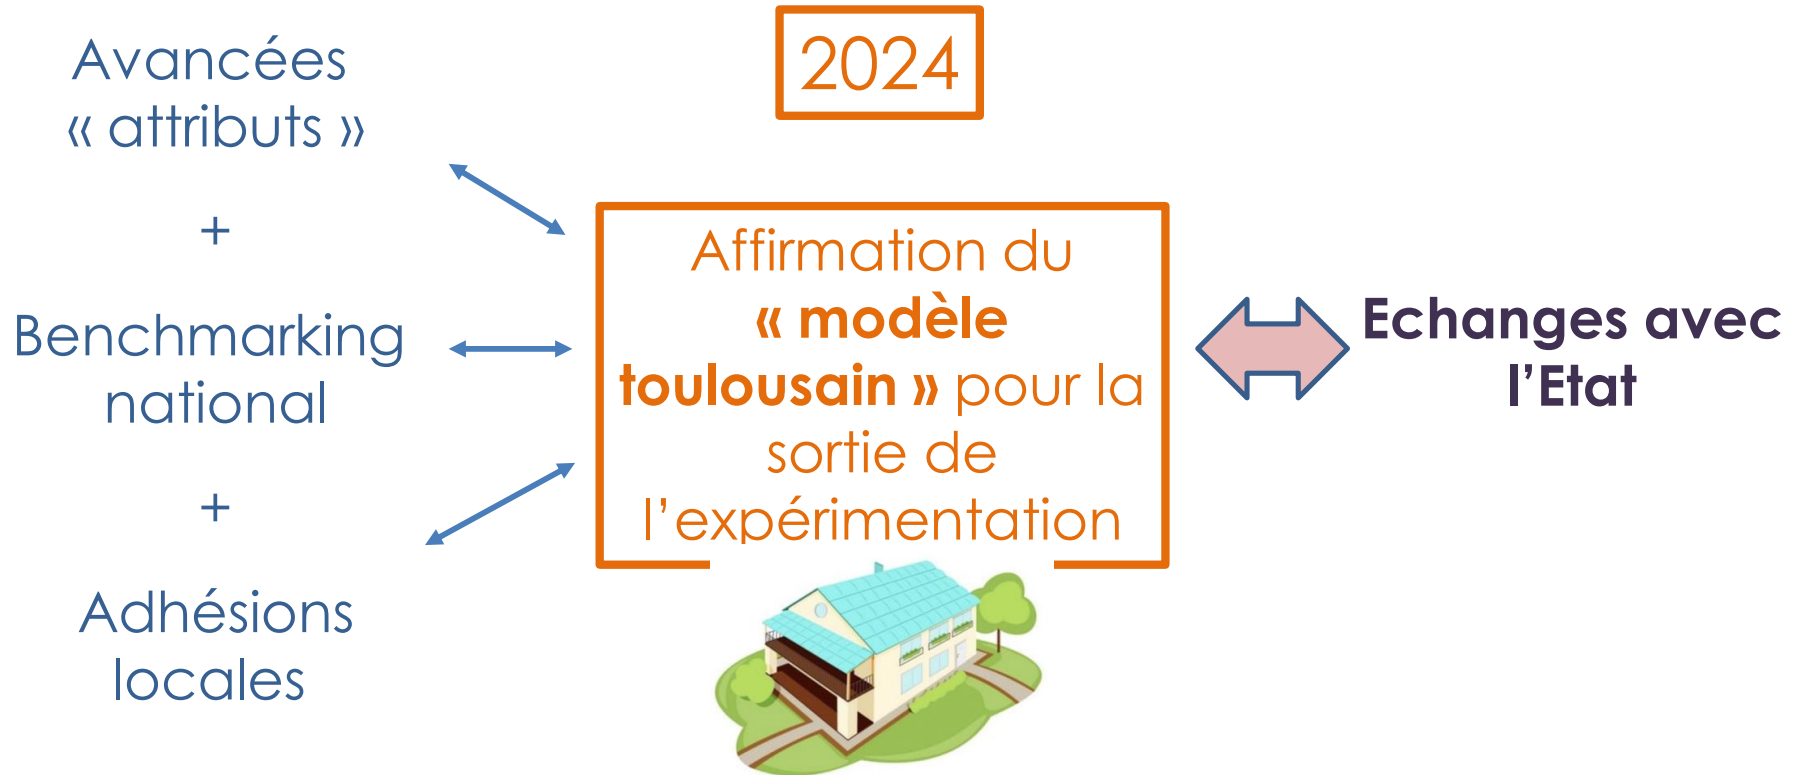 2024
Avancées
« attributs »
+
Benchmarking
national
+
Adhésions
locales
Affirmation du
« modèle
toulousain » pour la
sortie de
l’expérimentation
Echanges avec
l’Etat